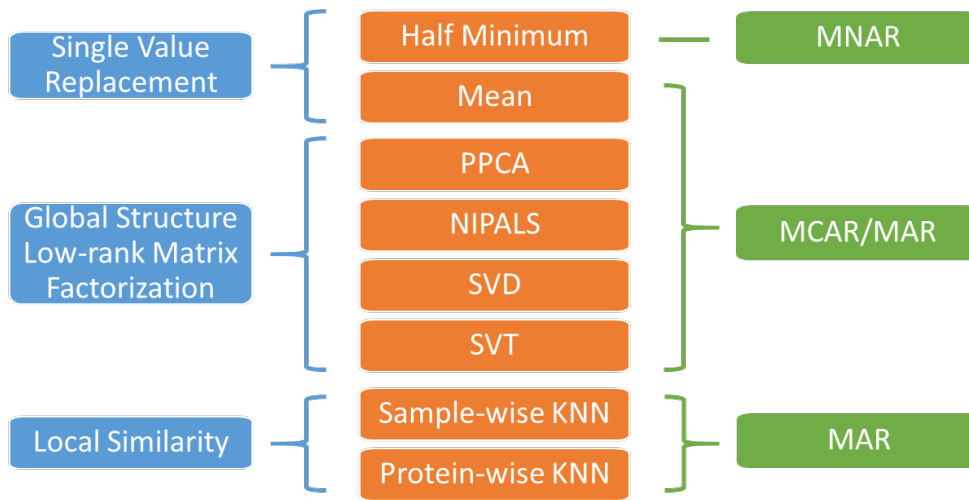 Single Value
Replacement
Global Structure
Low-rank Matrix
Factorization
Local Similarity
Half Minimum
Mean
PPCA
NIPALS
SVD
SVT
Sample-wise KNN
Protein-wise KNN
MNAR
MCAR/MAR
MAR